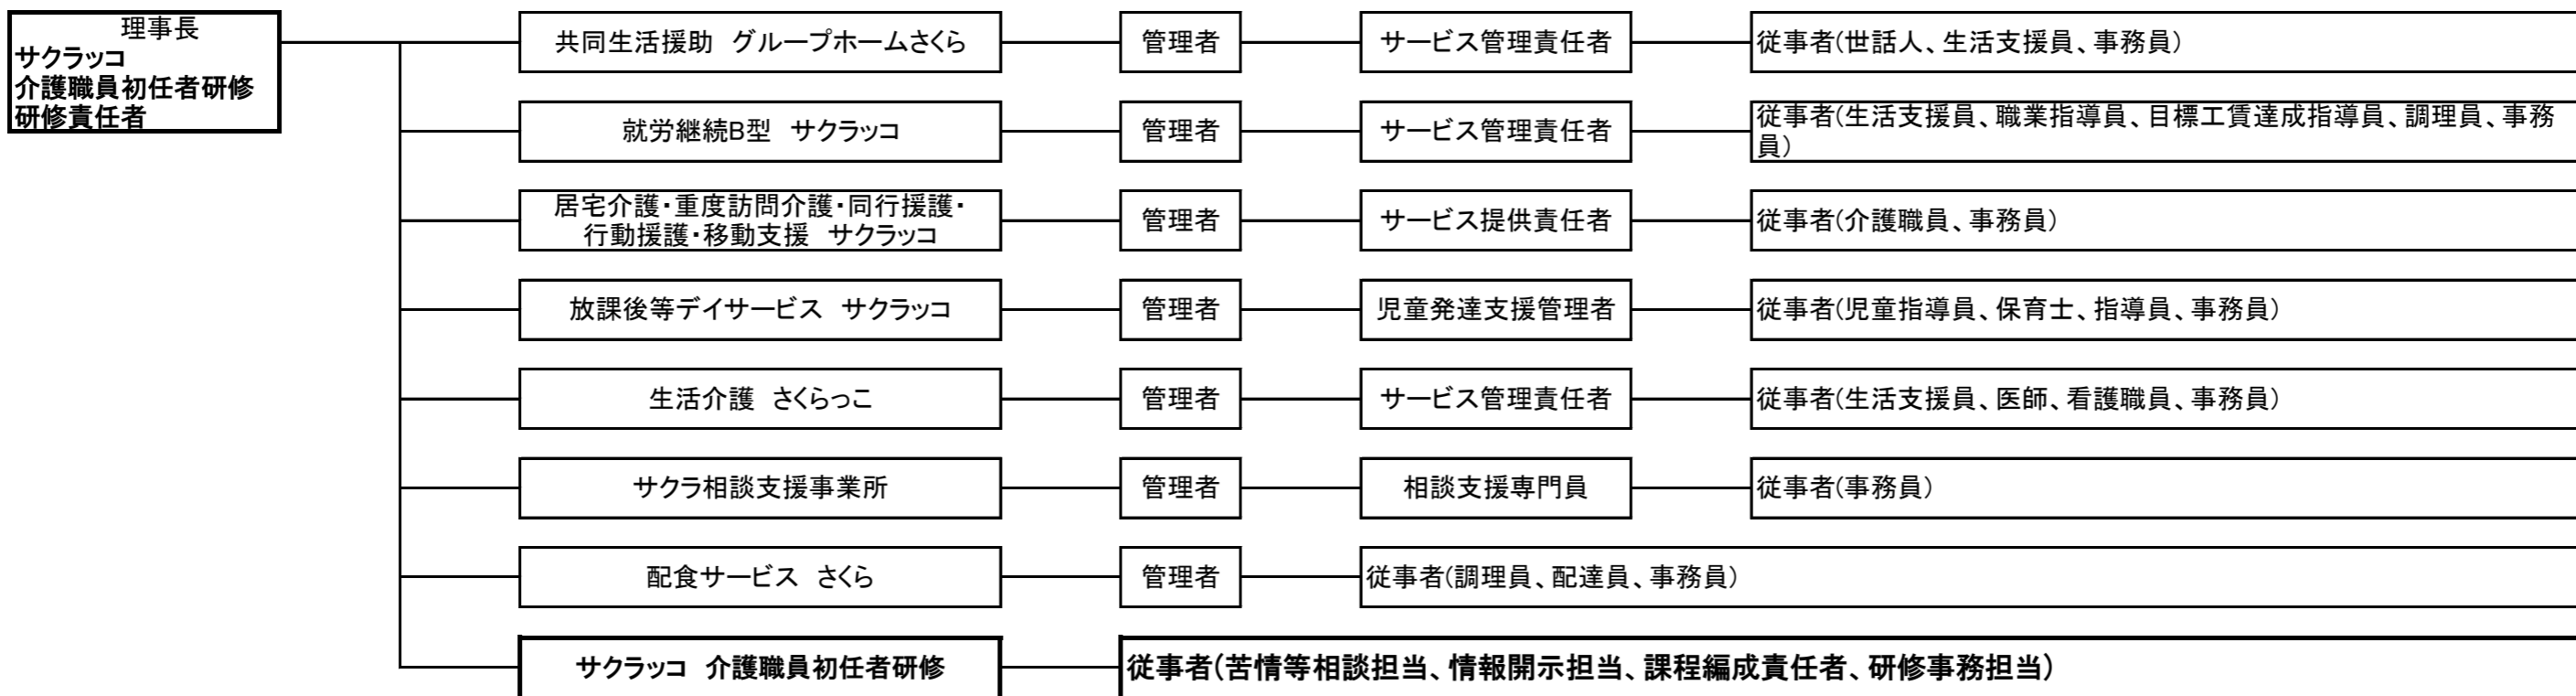 理事長
サクラッコ
介護職員初任者研修
研修責任者
共同生活援助　グループホームさくら
管理者
サービス管理責任者
従事者(世話人、生活支援員、事務員)
就労継続B型　サクラッコ
管理者
サービス管理責任者
従事者(生活支援員、職業指導員、目標工賃達成指導員、調理員、事務
員)
居宅介護・重度訪問介護・同行援護・
行動援護・移動支援　サクラッコ
管理者
サービス提供責任者
従事者(介護職員、事務員)
放課後等デイサービス　サクラッコ
管理者
児童発達支援管理者
従事者(児童指導員、保育士、指導員、事務員)
生活介護　さくらっこ
管理者
サービス管理責任者
従事者(生活支援員、医師、看護職員、事務員)
サクラ相談支援事業所
管理者
相談支援専門員
従事者(事務員)
配食サービス　さくら
管理者
従事者(調理員、配達員、事務員)
サクラッコ　介護職員初任者研修
従事者(苦情等相談担当、情報開示担当、課程編成責任者、研修事務担当)